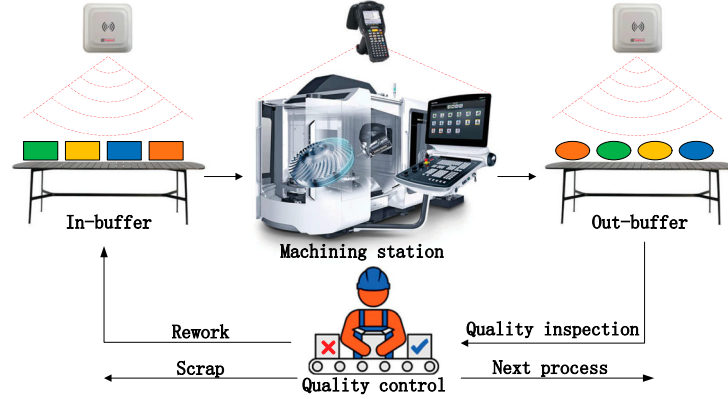 In-buffer
Out-buffer
Machining station
Rework
Quality inspection
Scrap
Next process
Quality control